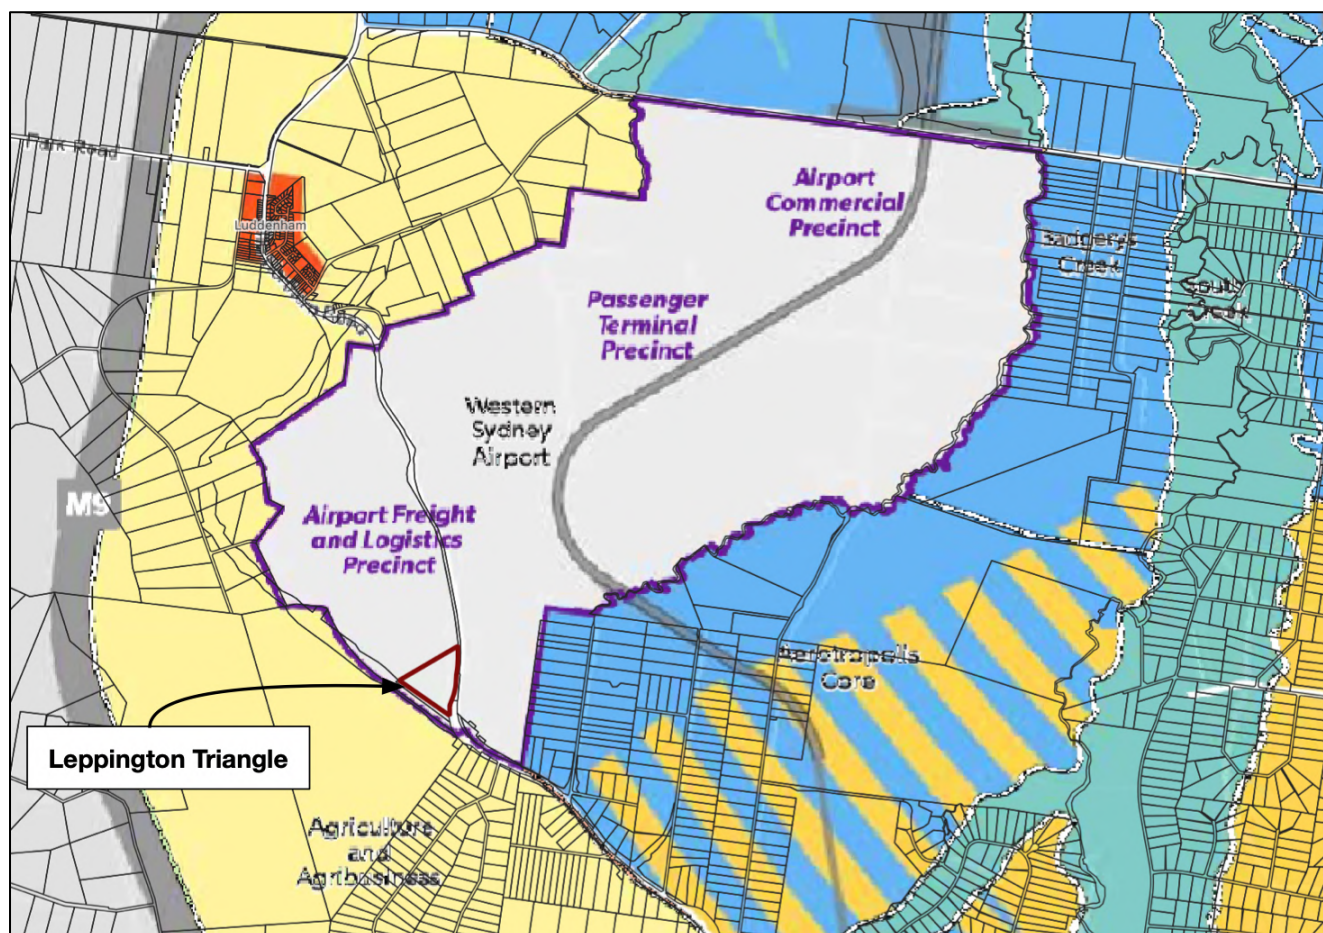 Park Road
Luddenham
Airport
Commercial
Precinct
Badgerys
Creek
South
Creek
Passenger
Terminal
Precinct
Western
Sydney
Airport
M9
Airport Freight
and Logistics
Precinct
Aerotropolis
Core
Leppington Triangle
Agriculture
and
Agribusiness